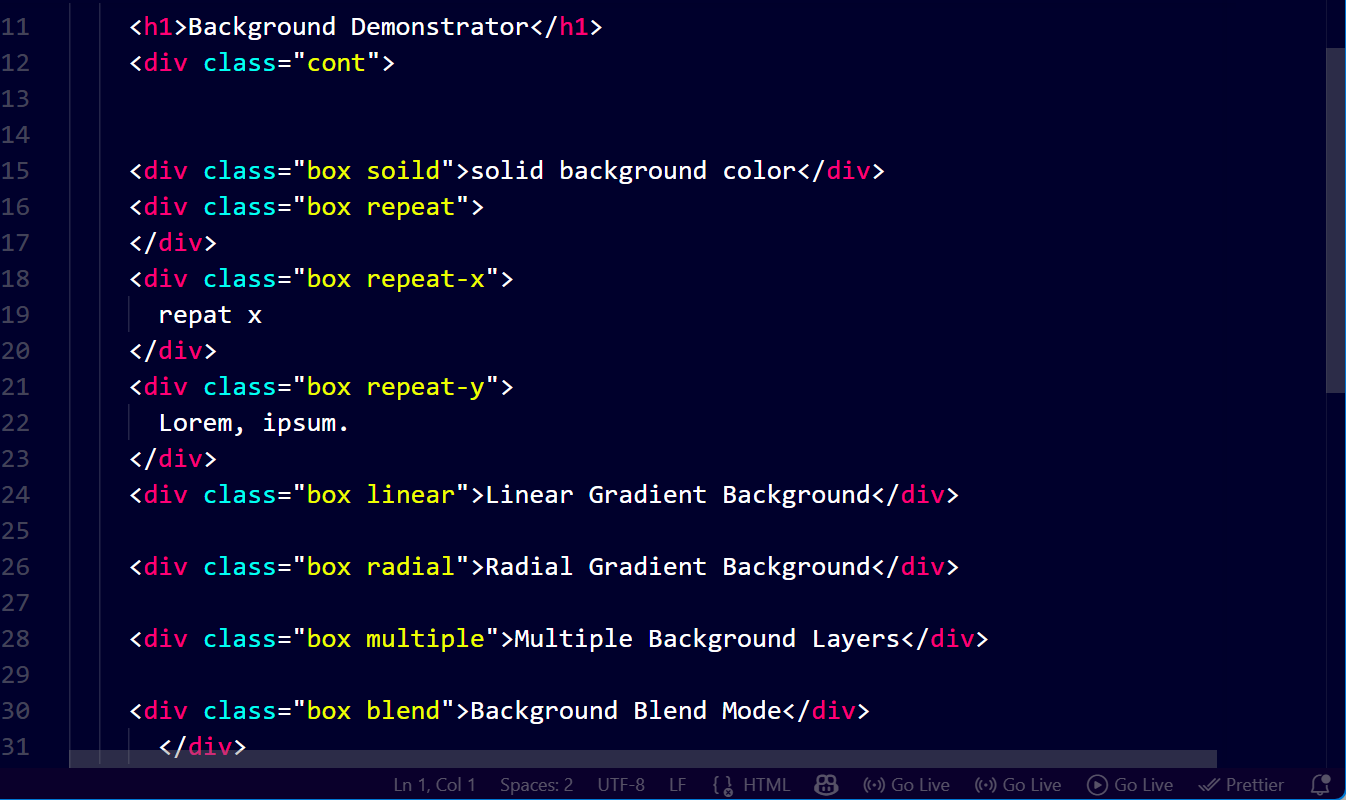 11 <h1>Background Demonstrator</h1>
12 <div class="cont">
13
14
15 <div class="box soild">solid background color</div>
16 <div class="box repeat">
17 </div>
18 <div class="box repeat-x">
19 repat x
20 </div>
21 <div class="box repeat-y">
22 Lorem, ipsum.
23 </div>
24 <div class="box linear">Linear Gradient Background</div>
25
26 <div class="box radial">Radial Gradient Background</div>
27
28 <div class="box multiple">Multiple Background Layers</div>
29
30 <div class="box blend">Background Blend Mode</div>
31 </div>
Ln 1, Col 1 Spaces: 2 UTF-8 LF HTML Go Live Go Live Go Live Prettier